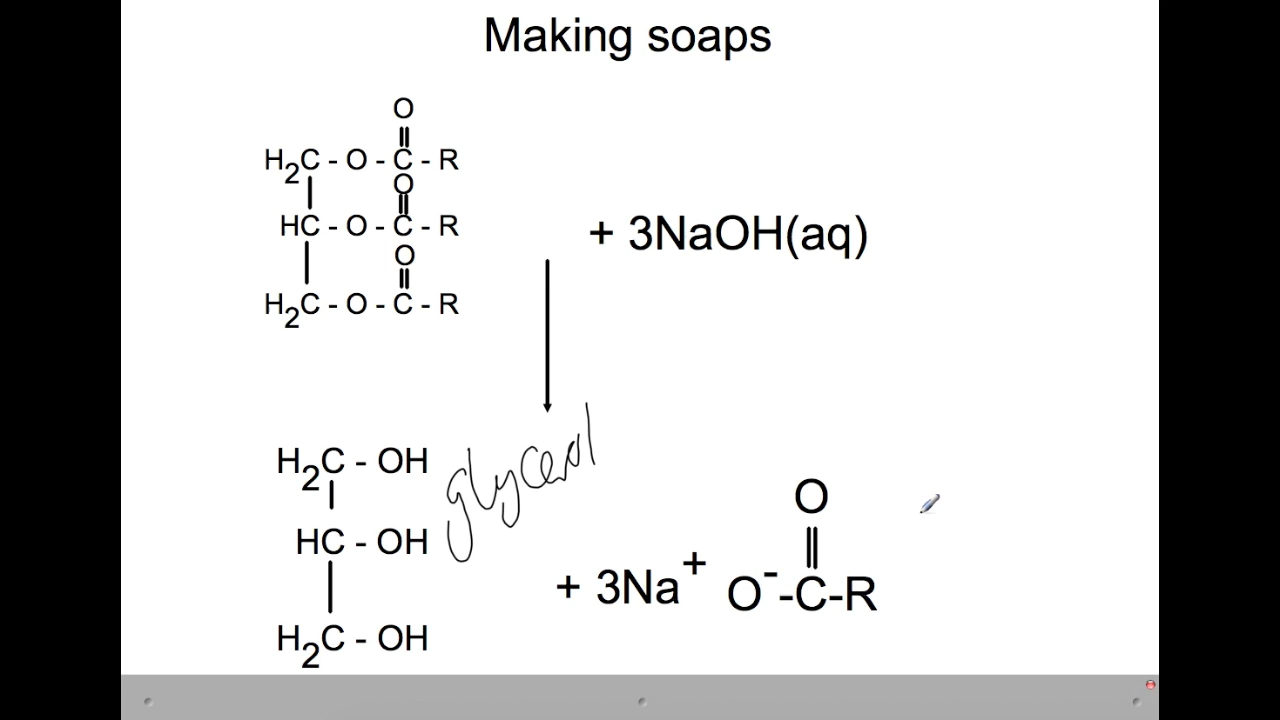 Making soaps
O
H₂C - O - C - R
O
HC - O - C - R
O
H₂C - O - C - R
+ 3NaOH(aq)
H₂C - OH
glycerol
HC - OH
H₂C - OH
O
+ 3Na⁺ O⁻-C-R